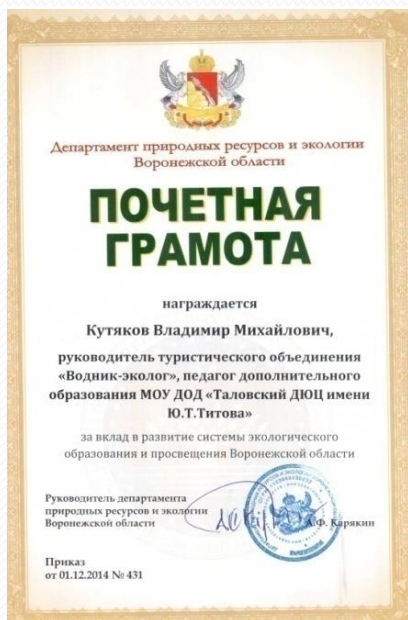 Департамент природных ресурсов и экологии
Воронежской области
ПОЧЕТНАЯ
ГРАМОТА
награждается
Кутяков Владимир Михайлович,
руководитель туристического объединения
«Водник-эколог», педагог дополнительного
образования МОУ ДОД «Таловский ДЮЦ имени
Ю.Т.Титова»
за вклад в развитие системы экологического
образования и просвещения Воронежской области
Руководитель департамента
природных ресурсов и экологии
Воронежской области
А.Ф. Карякин
Приказ
от 01.12.2014 № 431